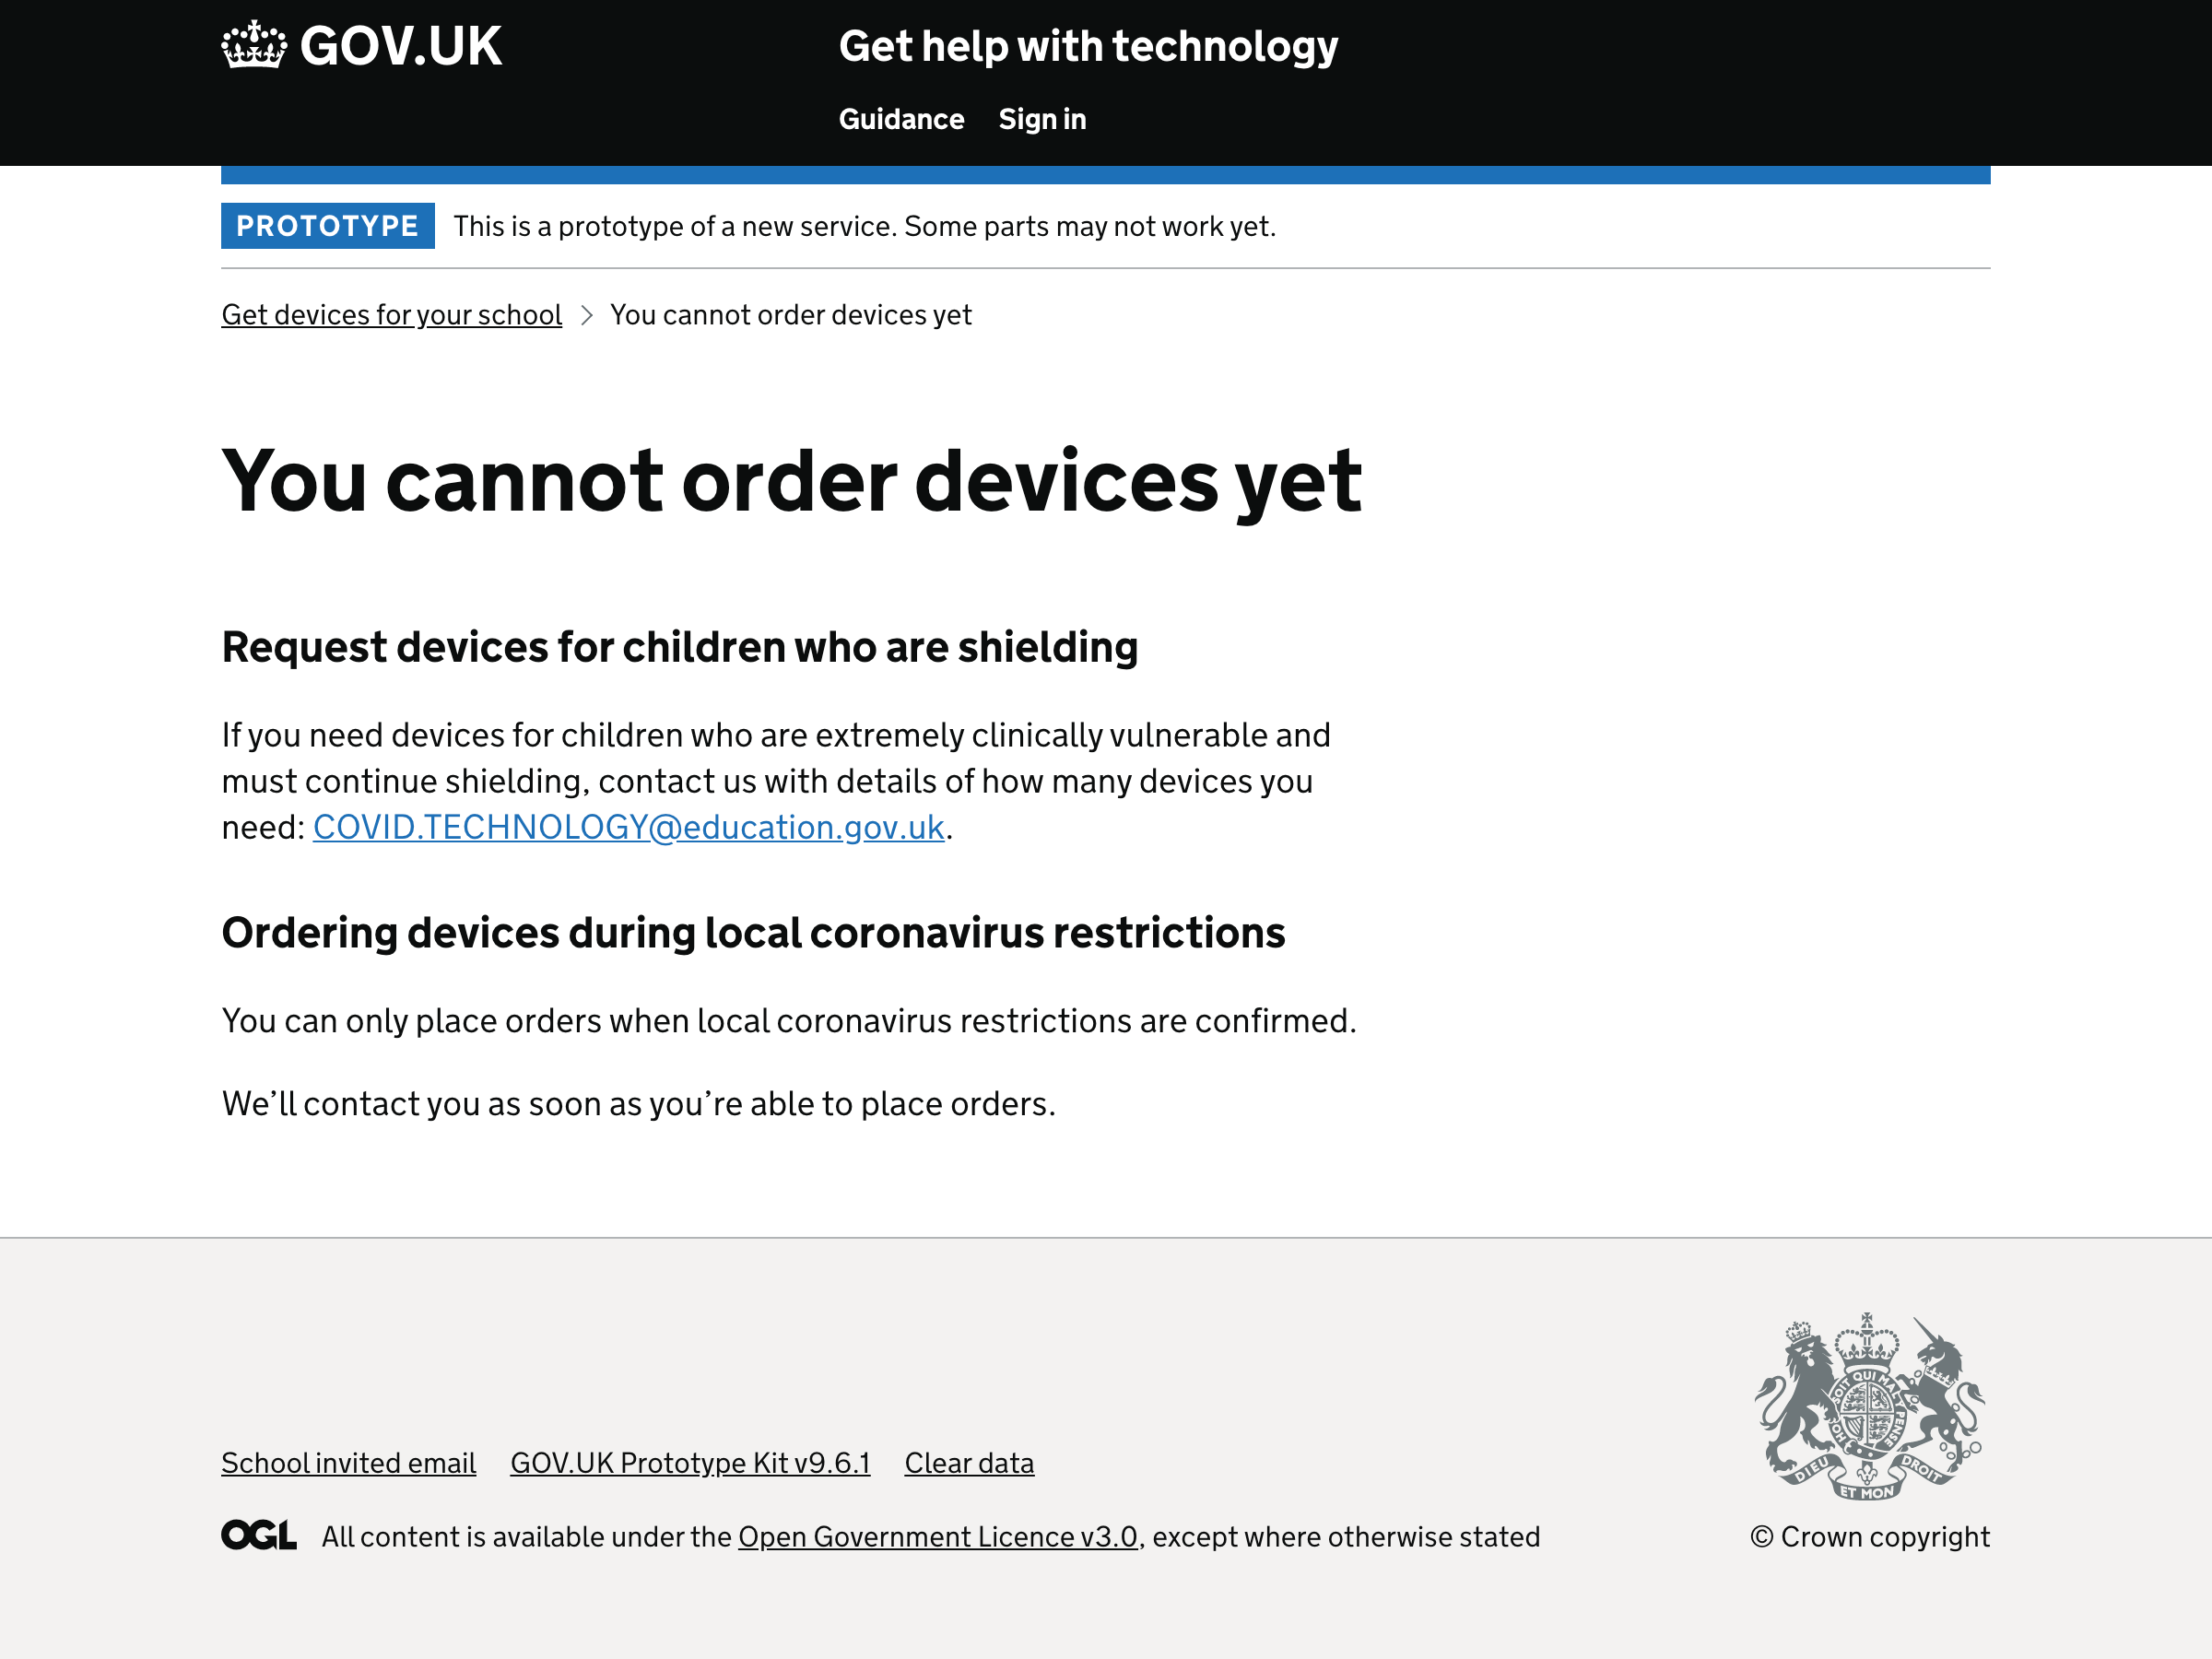 GOV.UK
Get help with technology
Guidance Sign in
PROTOTYPE This is a prototype of a new service. Some parts may not work yet.
Get devices for your school > You cannot order devices yet
You cannot order devices yet
Request devices for children who are shielding
If you need devices for children who are extremely clinically vulnerable and
must continue shielding, contact us with details of how many devices you
need: COVID.TECHNOLOGY@education.gov.uk.
Ordering devices during local coronavirus restrictions
You can only place orders when local coronavirus restrictions are confirmed.
We’ll contact you as soon as you’re able to place orders.
SOIT QUI MAL
HO
PENSE
DIEU
ET MON
DROIT
School invited email GOV.UK Prototype Kit v9.6.1 Clear data
OGL All content is available under the Open Government Licence v3.0, except where otherwise stated
© Crown copyright